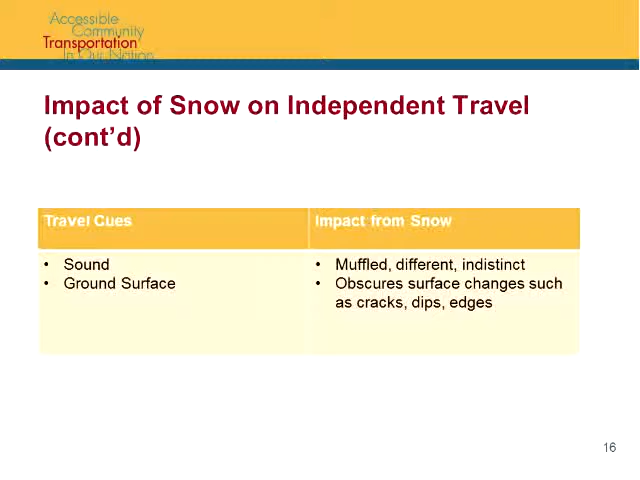 Accessible
Community
Transportation
In Our Nation
Impact of Snow on Independent Travel
(cont’d)
Travel Cues
Impact from Snow
• Sound
• Ground Surface
• Muffled, different, indistinct
• Obscures surface changes such
as cracks, dips, edges
16